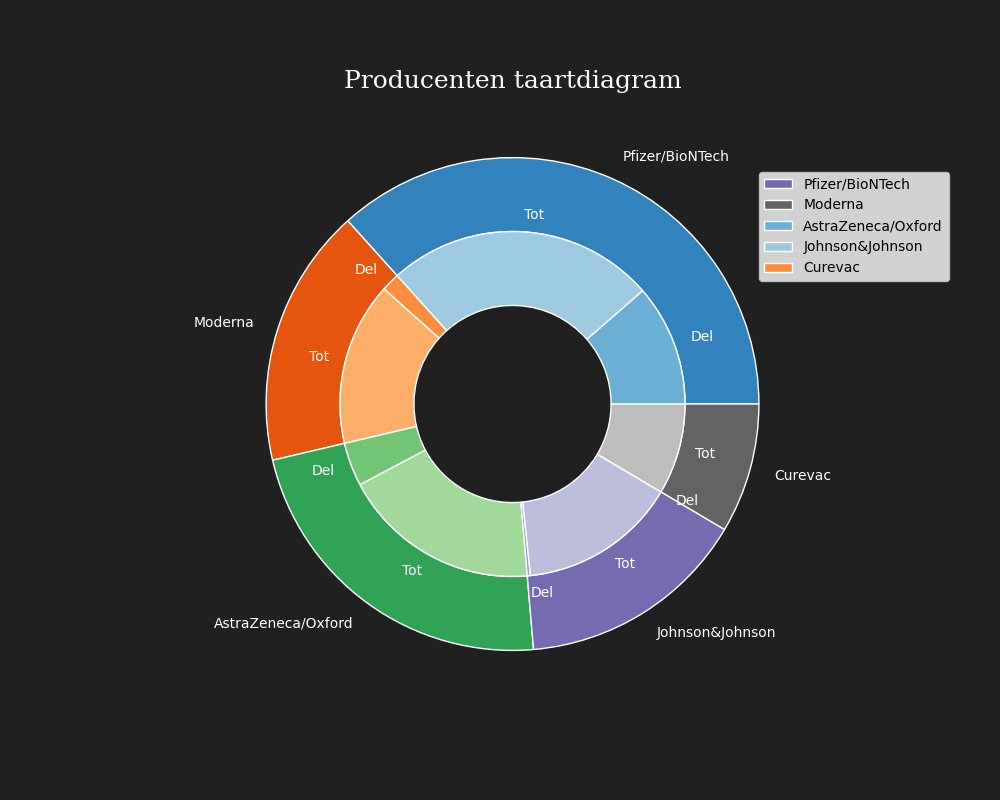 Producenten taartdiagram
Pfizer/BioNTech
Pfizer/BioNTech
Moderna
AstraZeneca/Oxford
Johnson&Johnson
Curevac
Tot
Del
Del
Moderna
Tot
Tot
Curevac
Del
Del
Tot
Tot
Del
AstraZeneca/Oxford
Johnson&Johnson